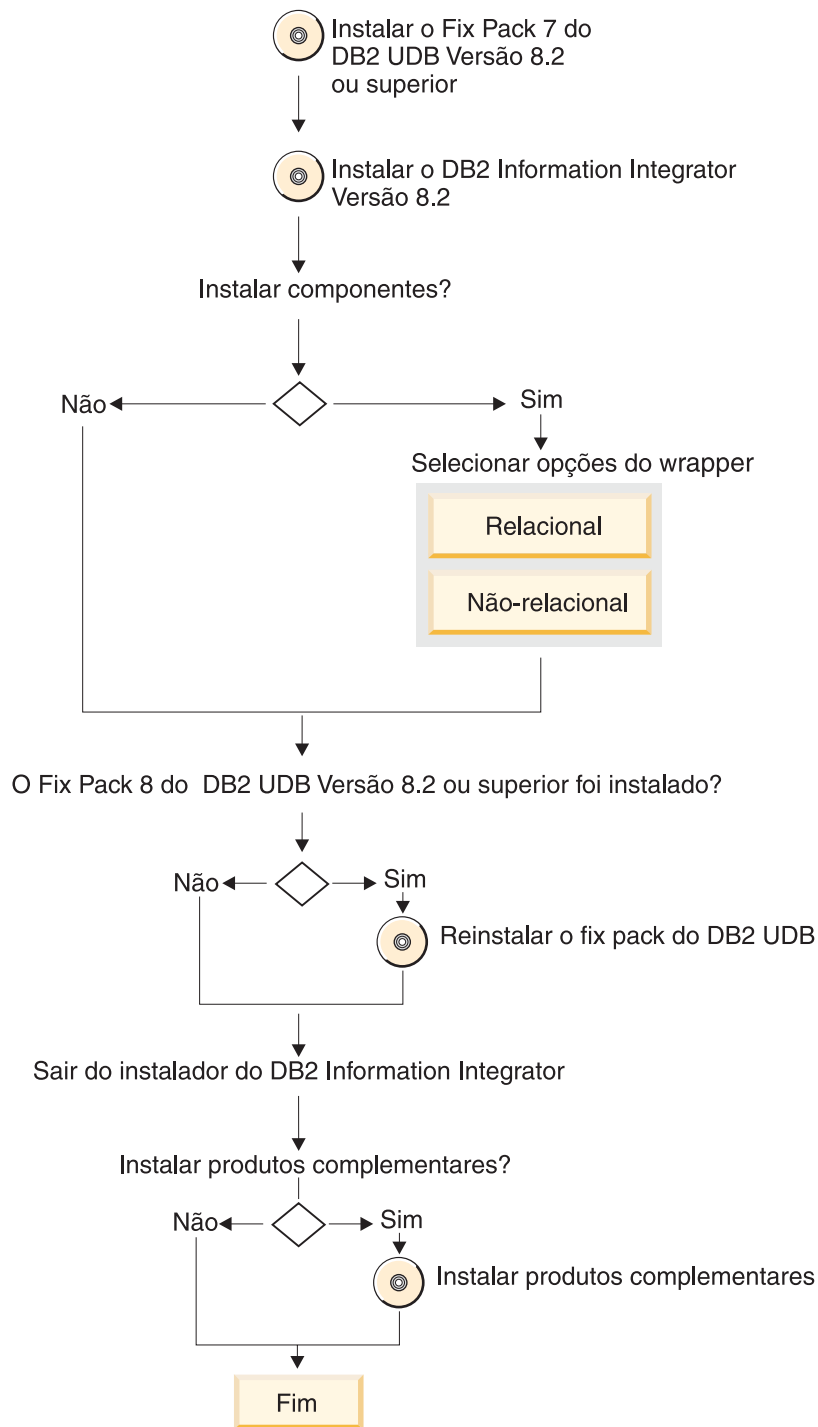 Instalar o Fix Pack 7 do
DB2 UDB Versão 8.2
ou superior
Instalar o DB2 Information Integrator
Versão 8.2
Instalar componentes?
Não
Sim
Selecionar opções do wrapper
Relacional
Não-relacional
O Fix Pack 8 do DB2 UDB Versão 8.2 ou superior foi instalado?
Não
Sim
Reinstalar o fix pack do DB2 UDB
Sair do instalador do DB2 Information Integrator
Instalar produtos complementares?
Não
Sim
Instalar produtos complementares
Fim